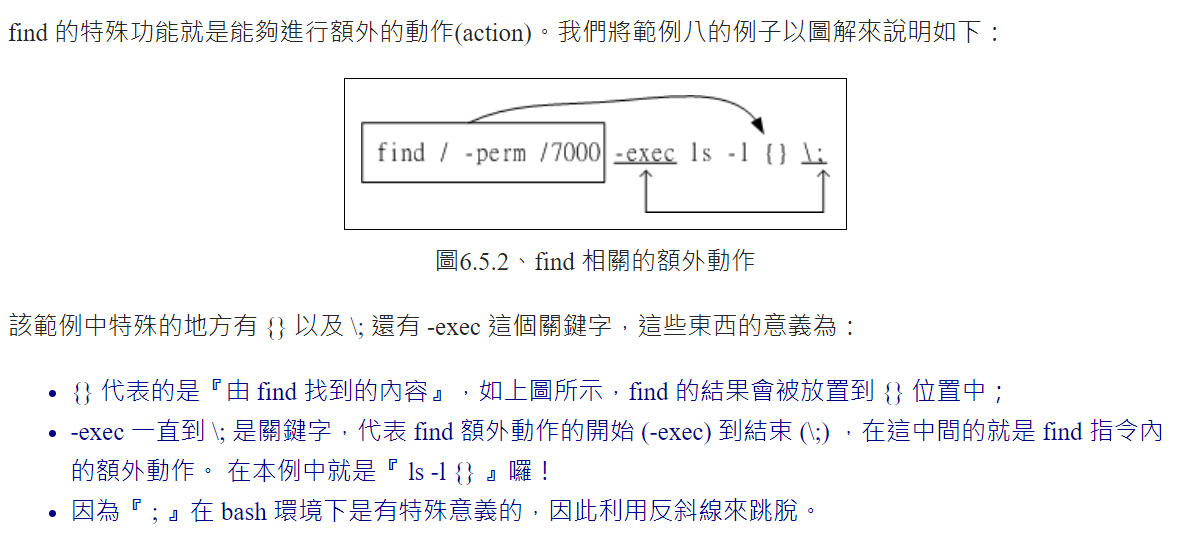 find 的特殊功能就是能夠進行額外的動作(action)。我們將範例八的例子以圖解來說明如下：
find / -perm /7000 -exec ls -l {} \;
圖6.5.2、find 相關的額外動作
該範例中特殊的地方有 {} 以及 \; 還有 -exec 這個關鍵字，這些東西的意義為：
• {} 代表的是『由 find 找到的內容』，如上圖所示，find 的結果會被放置到 {} 位置中；
• -exec 一直到 \; 是關鍵字，代表 find 額外動作的開始 (-exec) 到結束 (\;) ，在這中間的就是 find 指令內
的額外動作。 在本例中就是『 ls -l {} 』囉！
• 因為『 ; 』在 bash 環境下是有特殊意義的，因此利用反斜線來跳脫。